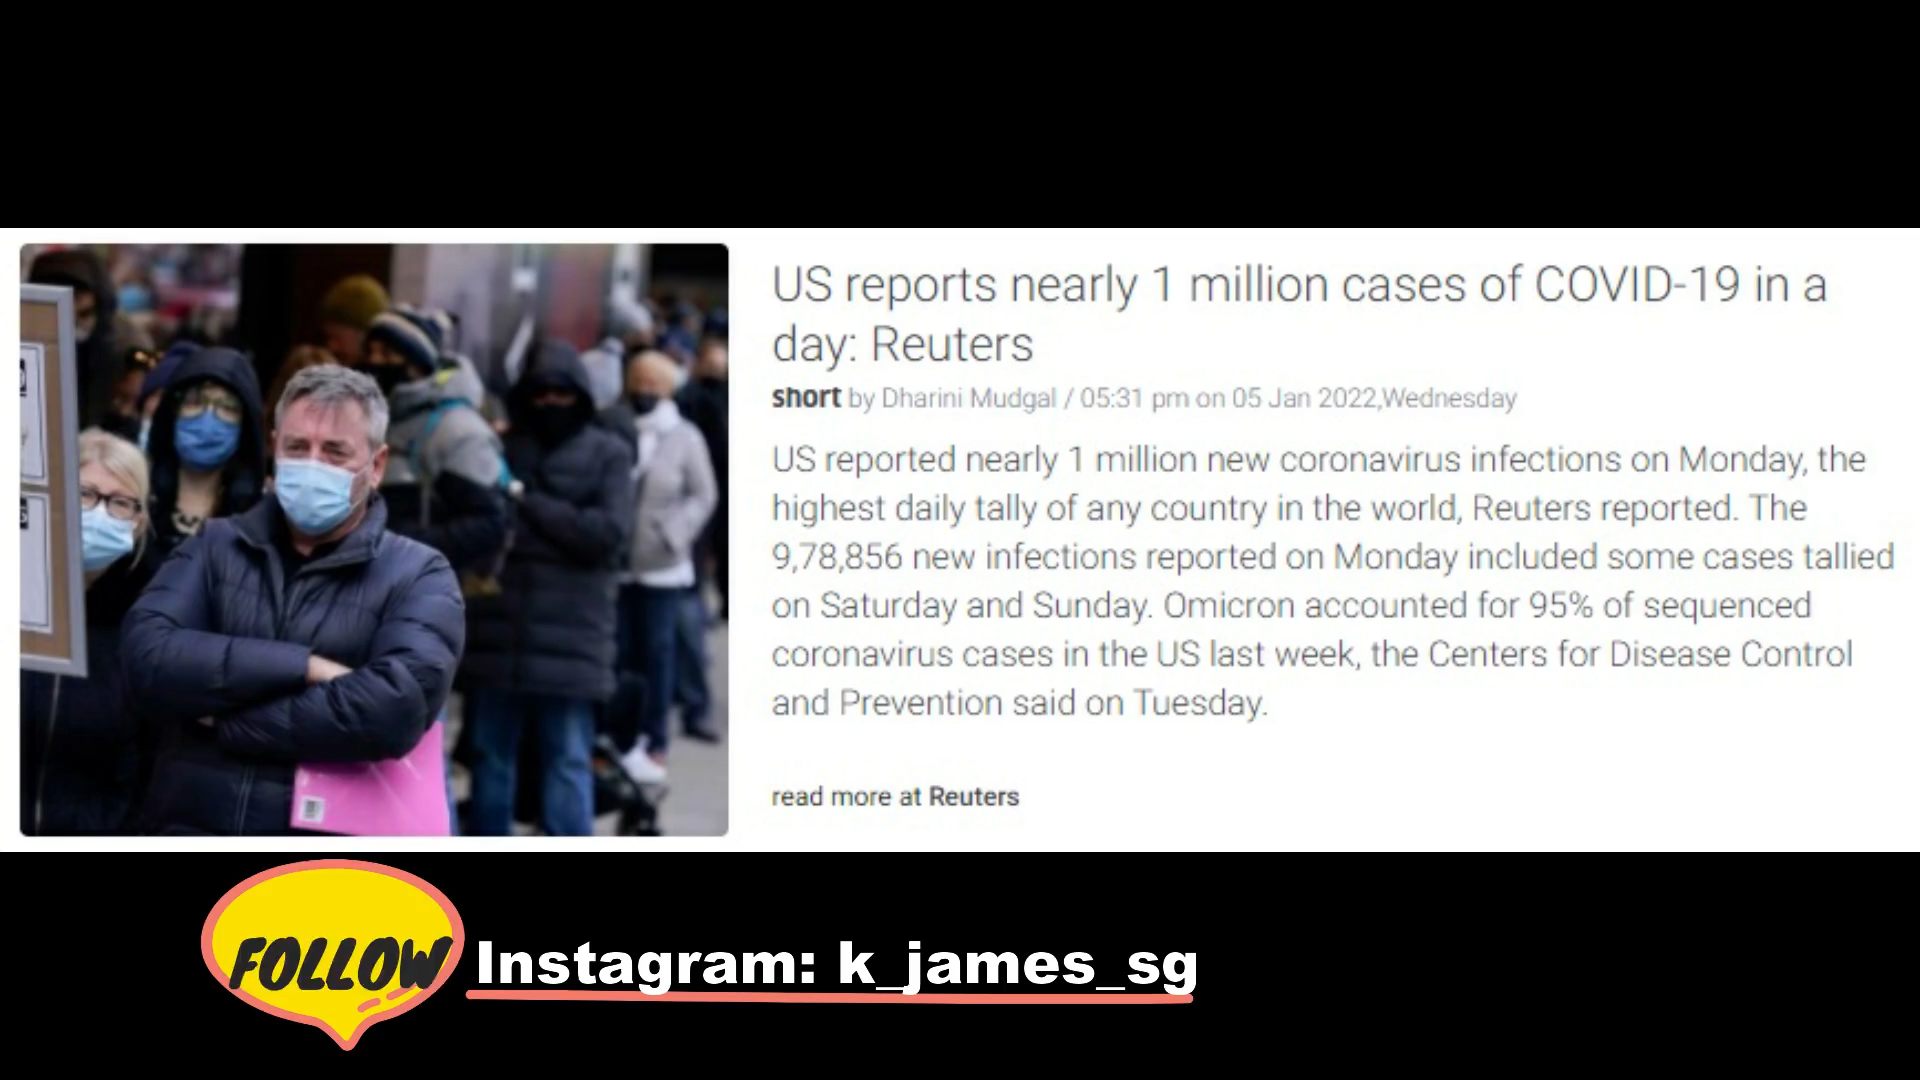 US reports nearly 1 million cases of COVID-19 in a
day: Reuters
short by Dharini Mudgal / 05:31 pm on 05 Jan 2022,Wednesday
US reported nearly 1 million new coronavirus infections on Monday, the
highest daily tally of any country in the world, Reuters reported. The
9,78,856 new infections reported on Monday included some cases tallied
on Saturday and Sunday. Omicron accounted for 95% of sequenced
coronavirus cases in the US last week, the Centers for Disease Control
and Prevention said on Tuesday.
read more at Reuters
FOLLOW Instagram: k_james_sg